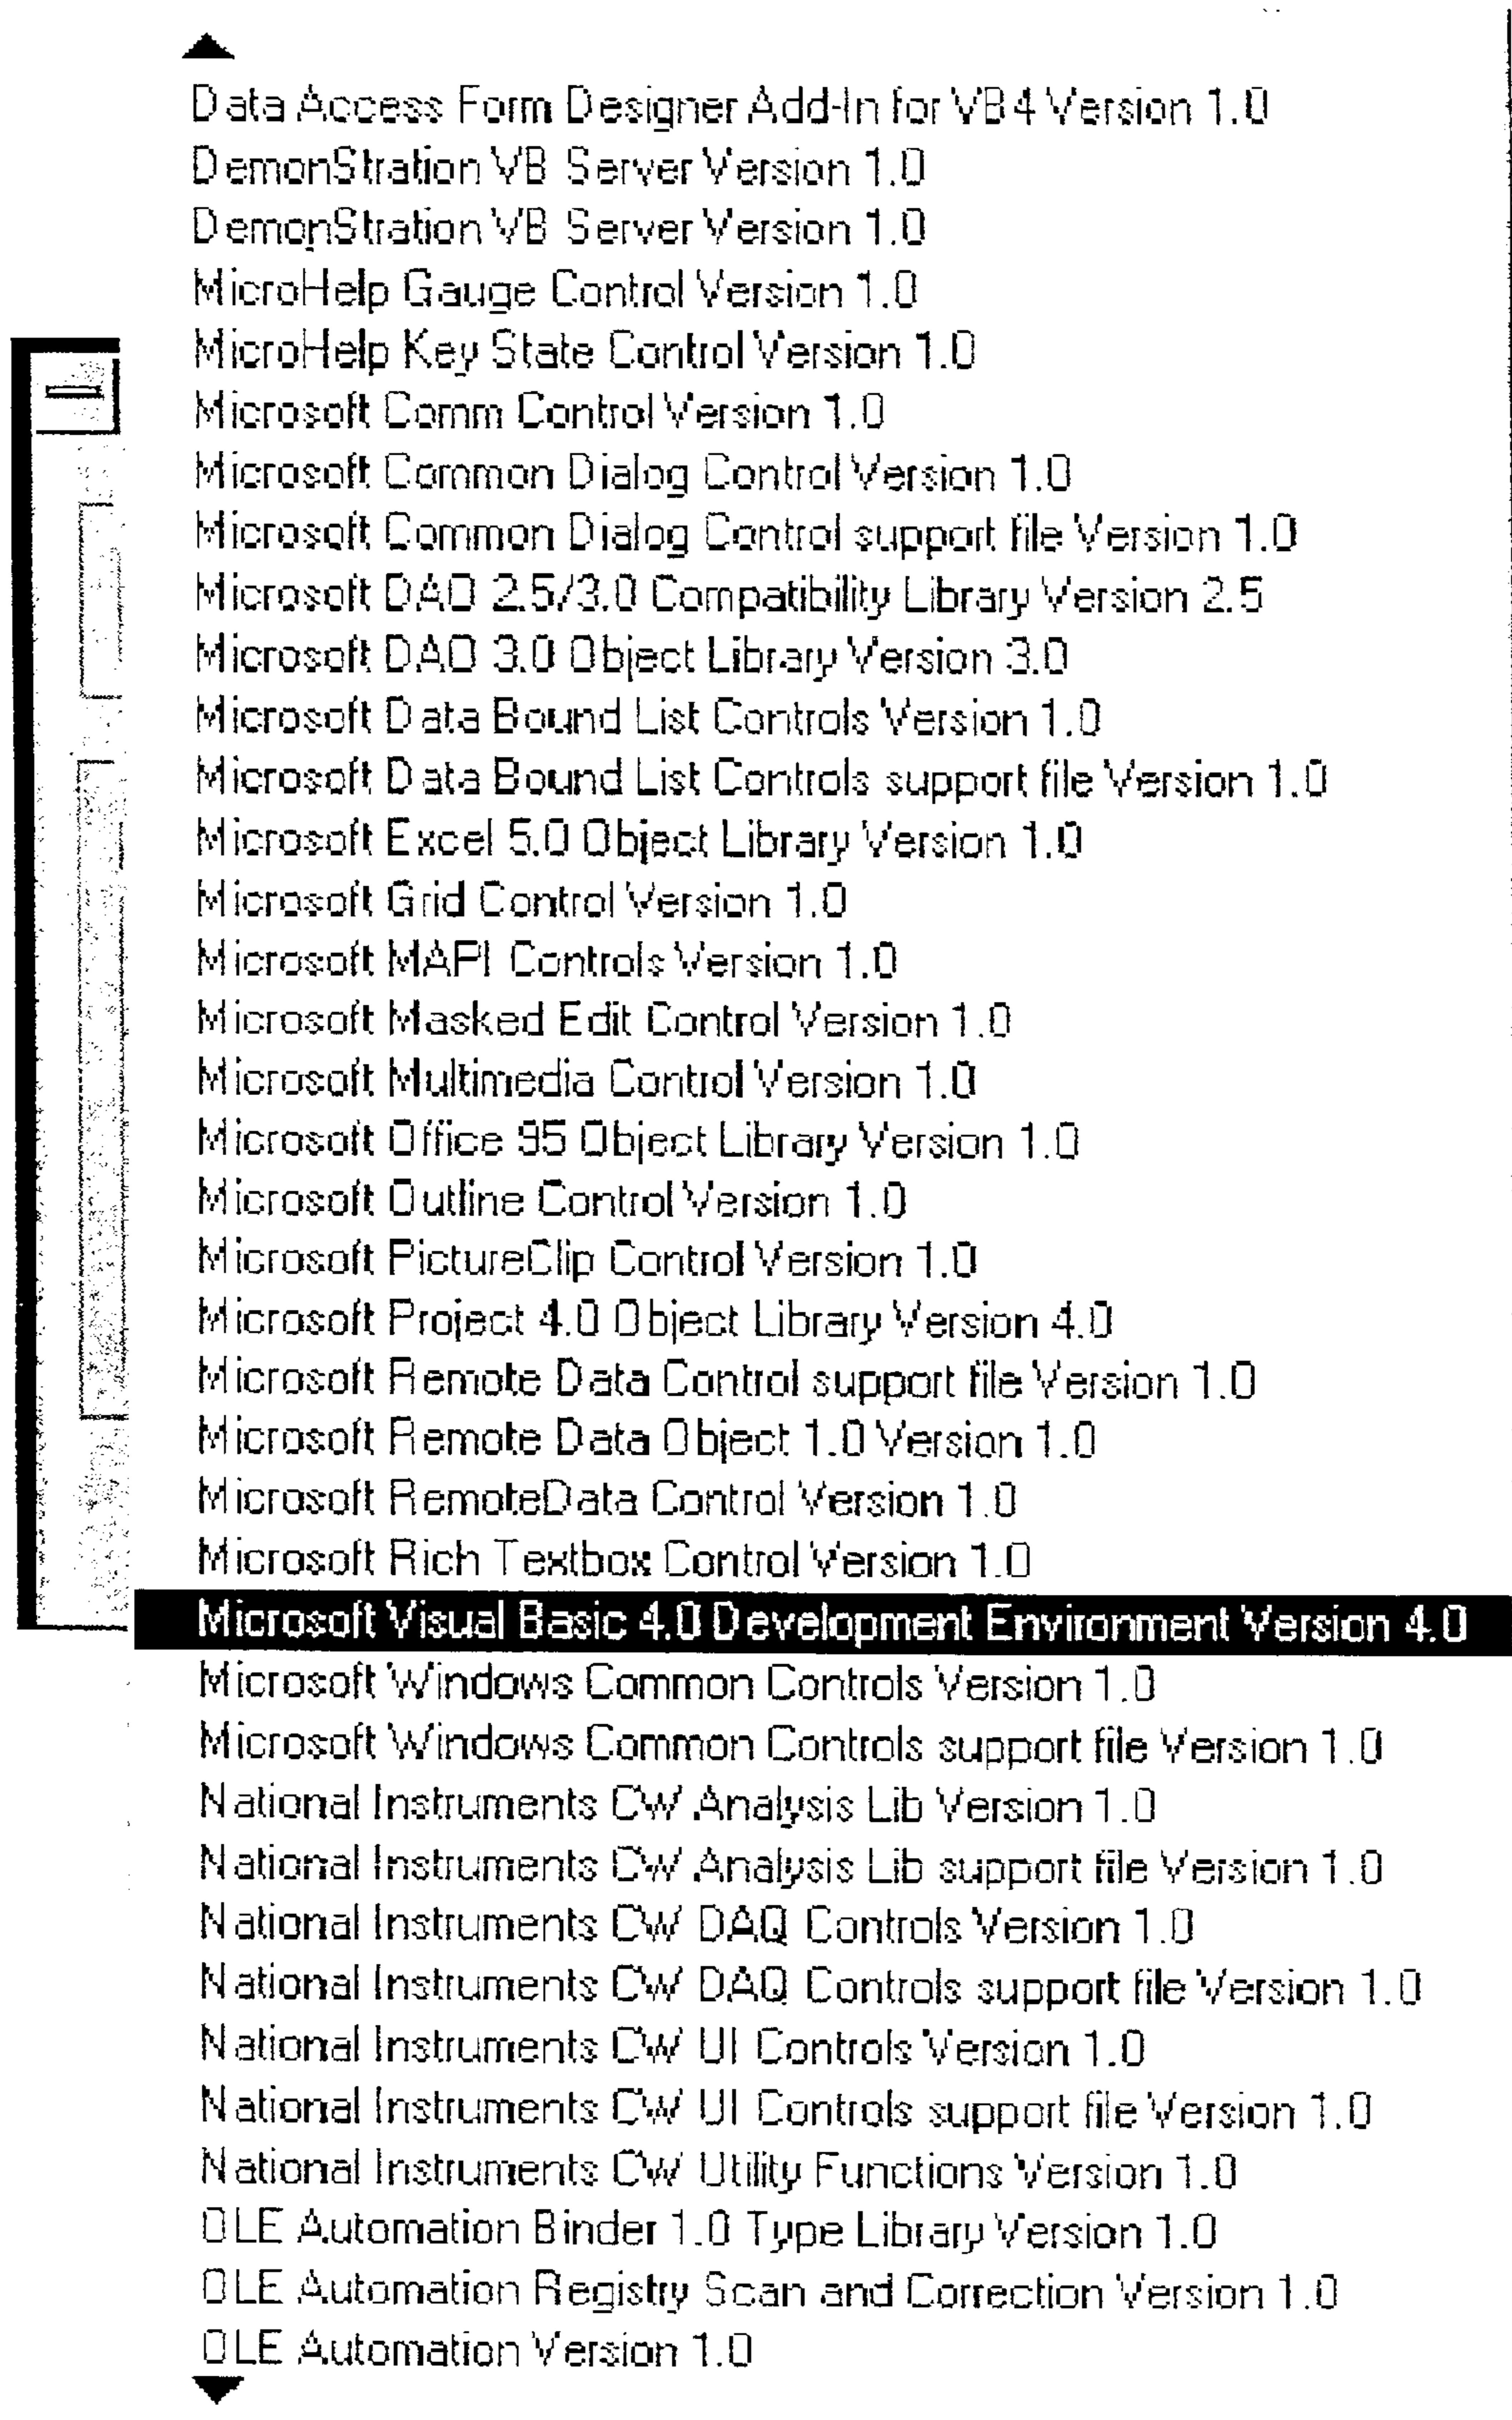 Data Access Form Designer Add-In for VB4 Version 1.0
DemonStration VB Server Version 1.0
DemonStration VB Server Version 1.0
MicroHelp Gauge Control Version 1.0
MicroHelp Key State Control Version 1.0
Microsoft Comm Control Version 1.0
Microsoft Common Dialog Control Version 1.0
Microsoft Common Dialog Control support file Version 1.0
Microsoft DAO 2.5/3.0 Compatibility Library Version 2.5
Microsoft DAO 3.0 Object Library Version 3.0
Microsoft Data Bound List Controls Version 1.0
Microsoft Data Bound List Controls support file Version 1.0
Microsoft Excel 5.0 Object Library Version 1.0
Microsoft Grid Control Version 1.0
Microsoft MAPI Controls Version 1.0
Microsoft Masked Edit Control Version 1.0
Microsoft Multimedia Control Version 1.0
Microsoft Office 95 Object Library Version 1.0
Microsoft Outline Control Version 1.0
Microsoft PictureClip Control Version 1.0
Microsoft Project 4.0 Object Library Version 4.0
Microsoft Remote Data Control support file Version 1.0
Microsoft Remote Data Object 1.0 Version 1.0
Microsoft RemoteData Control Version 1.0
Microsoft Rich Textbox Control Version 1.0
Microsoft Visual Basic 4.0 Development Environment Version 4.0
Microsoft Windows Common Controls Version 1.0
Microsoft Windows Common Controls support file Version 1.0
National Instruments CW Analysis Lib Version 1.0
National Instruments CW Analysis Lib support file Version 1.0
National Instruments CW DAQ Controls Version 1.0
National Instruments CW DAQ Controls support file Version 1.0
National Instruments CW UI Controls Version 1.0
National Instruments CW UI Controls support file Version 1.0
National Instruments CW Utility Functions Version 1.0
OLE Automation Binder 1.0 Type Library Version 1.0
OLE Automation Registry Scan and Correction Version 1.0
OLE Automation Version 1.0